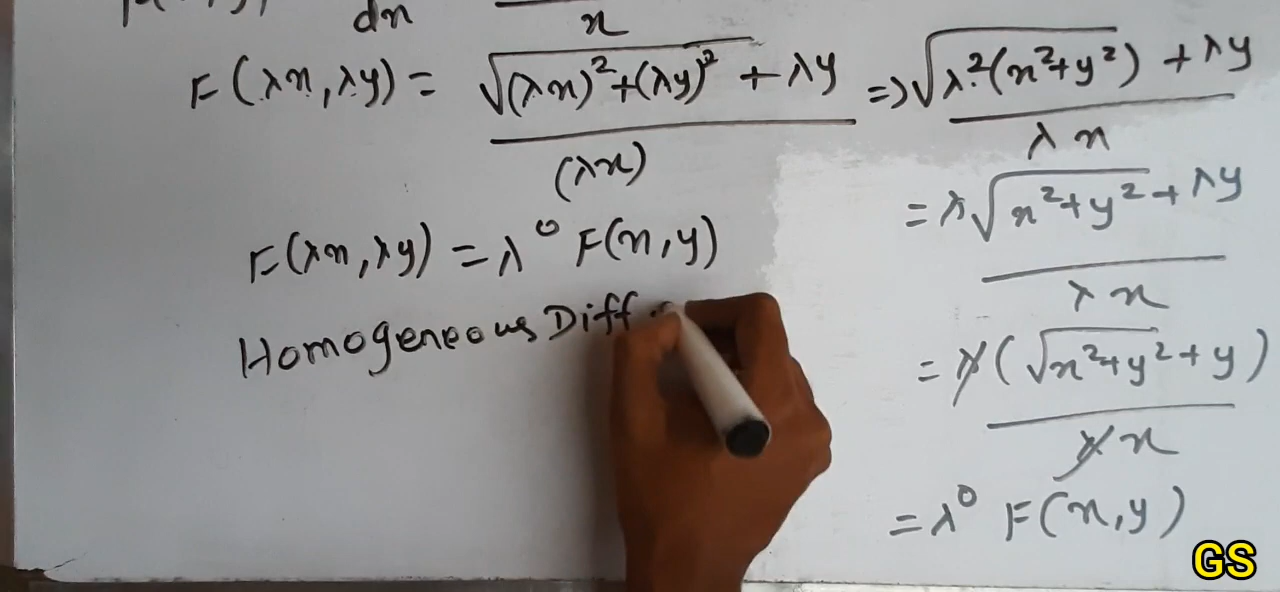 dx x
F(λx, λy) = √((λx)²+(λy)²) + λy / (λx) => √(λ²(x²+y²)) + λy / λx
= λ√(x²+y²) + λy / λx
F(λx, λy) = λ⁰ F(x, y)
Homogeneous Diff
= λ(√(x²+y²) + y) / λx
= λ⁰ F(x, y)
GS